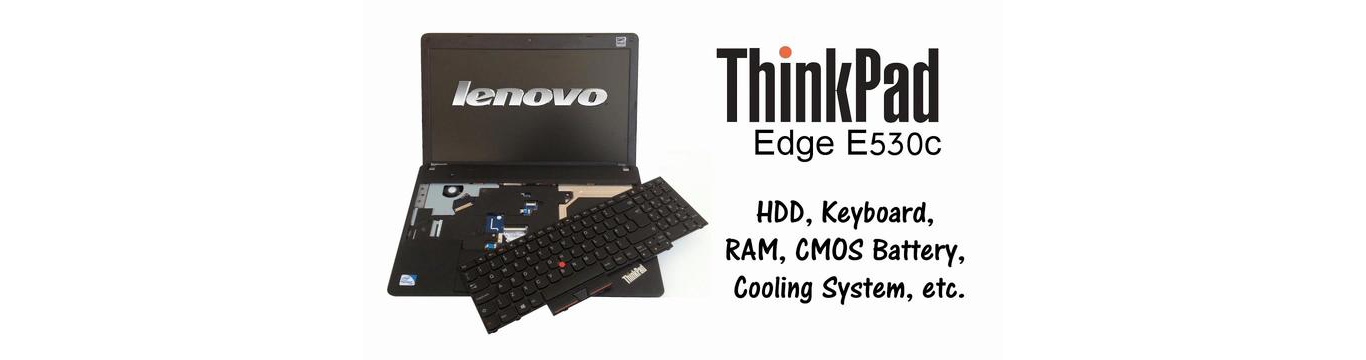 lenovo
ThinkPad
ThinkPad
Edge E530c
HDD, Keyboard,
RAM, CMOS Battery,
Cooling System, etc.